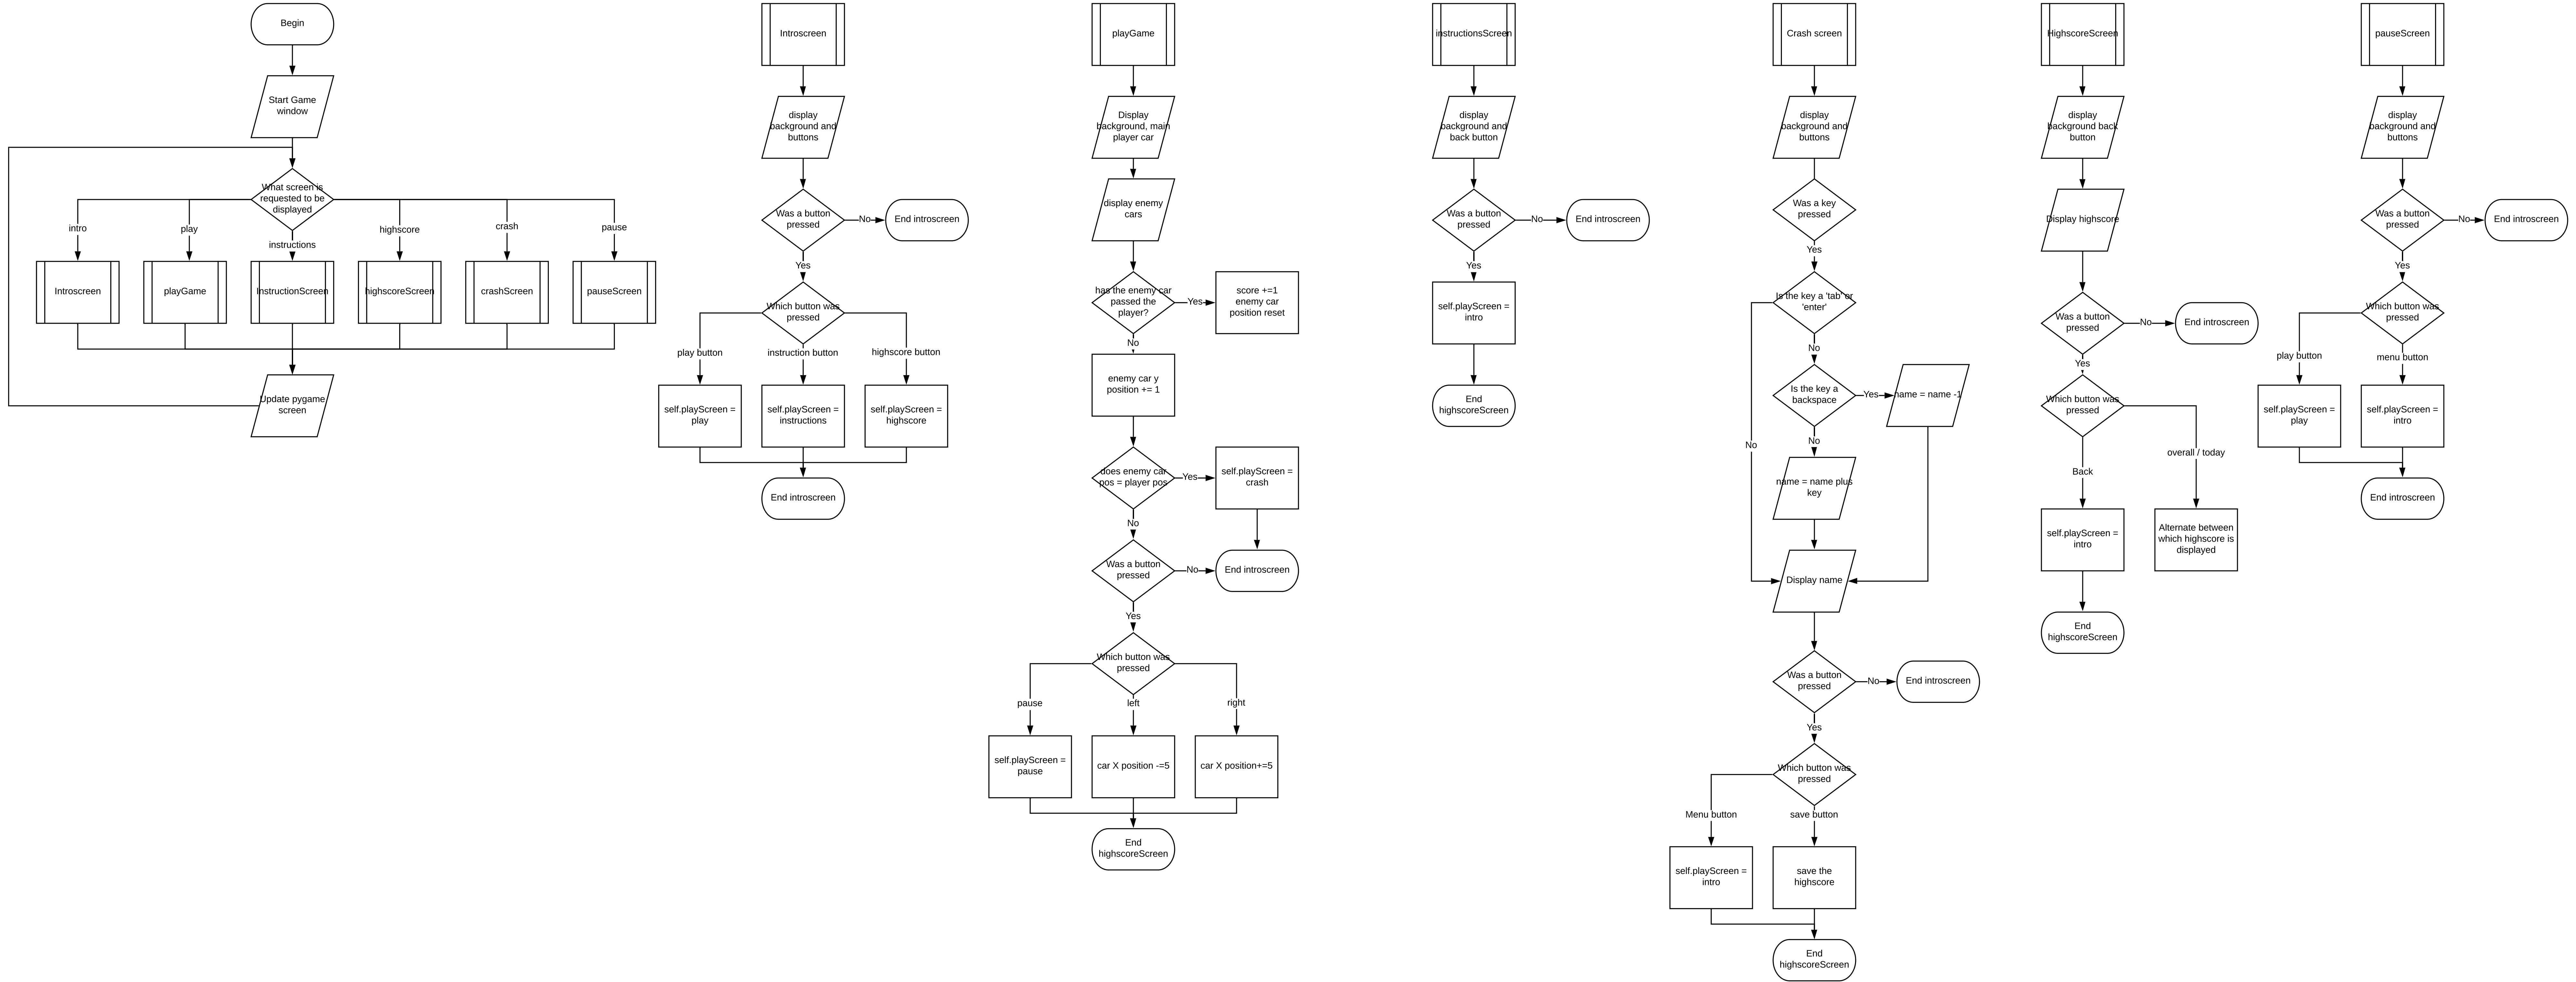 Begin
Start Game
window
What screen is
requested to be
displayed
intro
play
instructions
highscore
crash
pause
Introscreen
playGame
InstructionScreen
highscoreScreen
crashScreen
pauseScreen
Update pygame
screen
Introscreen
display
background and
buttons
Was a button
pressed
No
End introscreen
Yes
Which button was
pressed
play button
instruction button
highscore button
self.playScreen =
play
self.playScreen =
instructions
self.playScreen =
highscore
End introscreen
playGame
Display
background, main
player car
display enemy
cars
has the enemy car
passed the
player?
Yes
score +=1
enemy car
position reset
No
enemy car y
position += 1
does enemy car
pos = player pos
Yes
self.playScreen =
crash
No
Was a button
pressed
No
End introscreen
Yes
Which button was
pressed
pause
left
right
self.playScreen =
pause
car X position -=5
car X position+=5
End
highscoreScreen
instructionsScreen
display
background and
back button
Was a button
pressed
No
End introscreen
Yes
self.playScreen =
intro
End
highscoreScreen
Crash screen
display
background and
buttons
Was a key
pressed
Yes
Is the key a 'tab' or
'enter'
No
No
Is the key a
backspace
Yes
name = name -1
No
name = name plus
key
Display name
Was a button
pressed
No
End introscreen
Yes
Which button was
pressed
Menu button
save button
self.playScreen =
intro
save the
highscore
End
highscoreScreen
HighscoreScreen
display
background back
button
Display highscore
Was a button
pressed
No
End introscreen
Yes
Which button was
pressed
Back
overall / today
self.playScreen =
intro
Alternate between
which highscore is
displayed
End
highscoreScreen
pauseScreen
display
background and
buttons
Was a button
pressed
No
End introscreen
Yes
Which button was
pressed
play button
menu button
self.playScreen =
play
self.playScreen =
intro
End introscreen